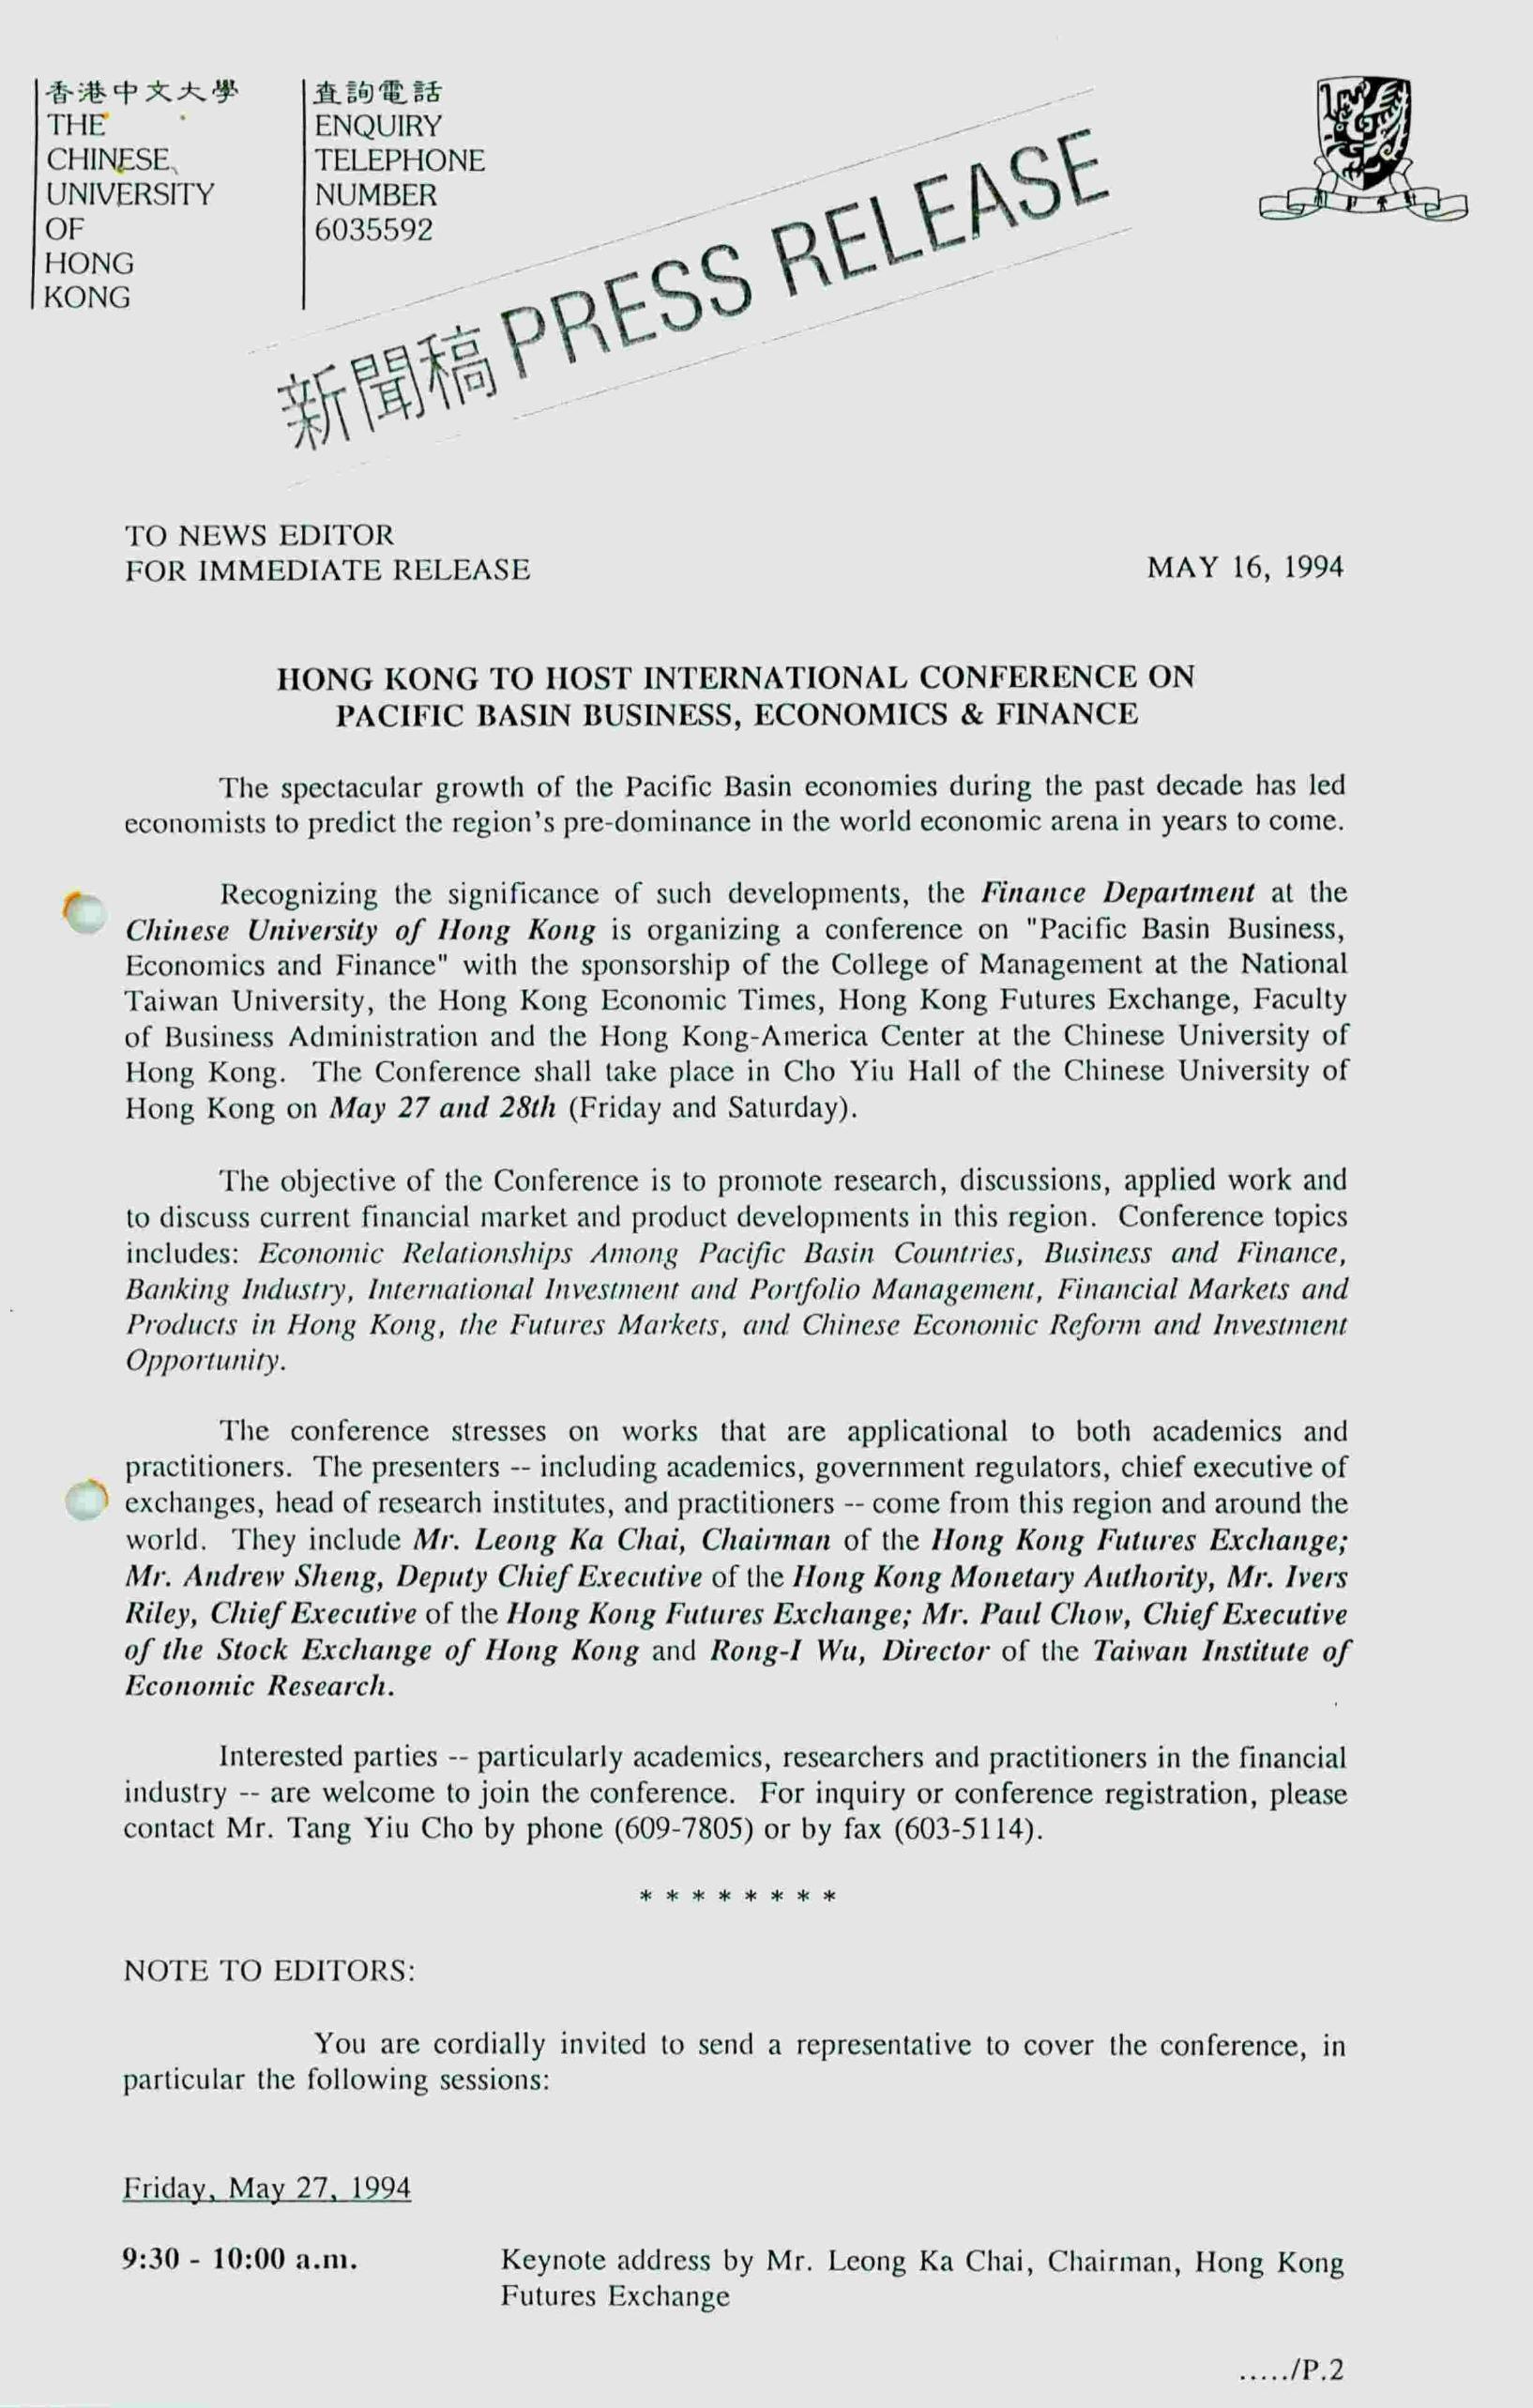 香港中文大學
THE
CHINESE
UNIVERSITY
OF
HONG
KONG
查詢電話
ENQUIRY
TELEPHONE
NUMBER
6035592
新聞稿 PRESS RELEASE
TO NEWS EDITOR
FOR IMMEDIATE RELEASE
MAY 16, 1994
HONG KONG TO HOST INTERNATIONAL CONFERENCE ON
PACIFIC BASIN BUSINESS, ECONOMICS & FINANCE
The spectacular growth of the Pacific Basin economies during the past decade has led
economists to predict the region's pre-dominance in the world economic arena in years to come.
Recognizing the significance of such developments, the Finance Department at the
Chinese University of Hong Kong is organizing a conference on "Pacific Basin Business,
Economics and Finance" with the sponsorship of the College of Management at the National
Taiwan University, the Hong Kong Economic Times, Hong Kong Futures Exchange, Faculty
of Business Administration and the Hong Kong-America Center at the Chinese University of
Hong Kong. The Conference shall take place in Cho Yiu Hall of the Chinese University of
Hong Kong on May 27 and 28th (Friday and Saturday).
The objective of the Conference is to promote research, discussions, applied work and
to discuss current financial market and product developments in this region. Conference topics
includes: Economic Relationships Among Pacific Basin Countries, Business and Finance,
Banking Industry, International Investment and Portfolio Management, Financial Markets and
Products in Hong Kong, the Futures Markets, and Chinese Economic Reform and Investment
Opportunity.
The conference stresses on works that are applicational to both academics and
practitioners. The presenters -- including academics, government regulators, chief executive of
exchanges, head of research institutes, and practitioners -- come from this region and around the
world. They include Mr. Leong Ka Chai, Chairman of the Hong Kong Futures Exchange;
Mr. Andrew Sheng, Deputy Chief Executive of the Hong Kong Monetary Authority, Mr. Ivers
Riley, Chief Executive of the Hong Kong Futures Exchange; Mr. Paul Chow, Chief Executive
of the Stock Exchange of Hong Kong and Rong-I Wu, Director of the Taiwan Institute of
Economic Research.
Interested parties -- particularly academics, researchers and practitioners in the financial
industry -- are welcome to join the conference. For inquiry or conference registration, please
contact Mr. Tang Yiu Cho by phone (609-7805) or by fax (603-5114).
* * * * * * * *
NOTE TO EDITORS:
You are cordially invited to send a representative to cover the conference, in
particular the following sessions:
Friday, May 27, 1994
9:30 - 10:00 a.m. Keynote address by Mr. Leong Ka Chai, Chairman, Hong Kong
Futures Exchange
...../P.2